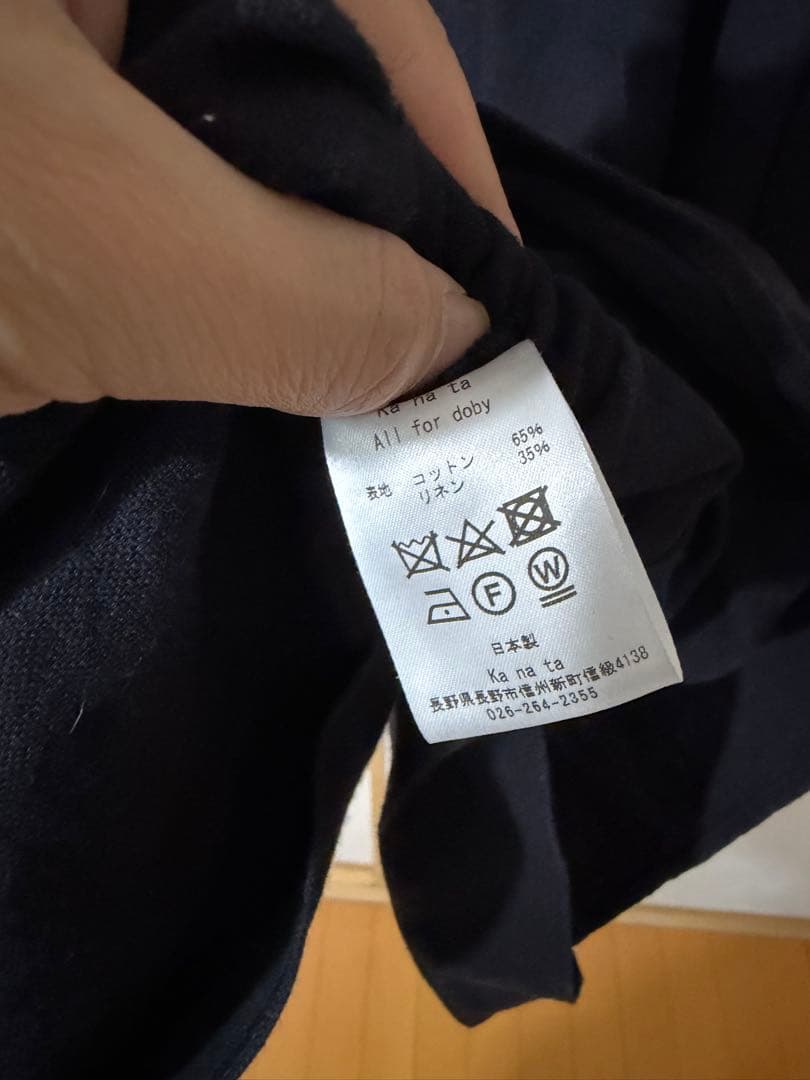 Ka na ta
All for doby
表地 コットン 65%
リネン 35%
F W
日本製
Ka na ta
長野県長野市信州新町信級4138
026-264-2355